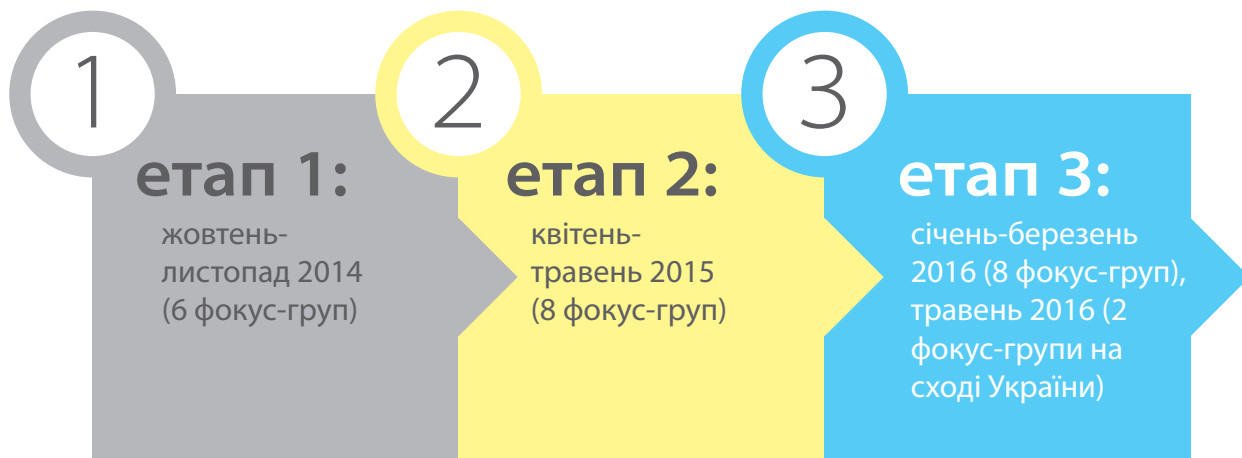 1
етап 1:
жовтень-
листопад 2014
(6 фокус-груп)
2
етап 2:
квітень-
травень 2015
(8 фокус-груп)
3
етап 3:
січень-березень
2016 (8 фокус-груп),
травень 2016 (2
фокус-групи на
сході України)